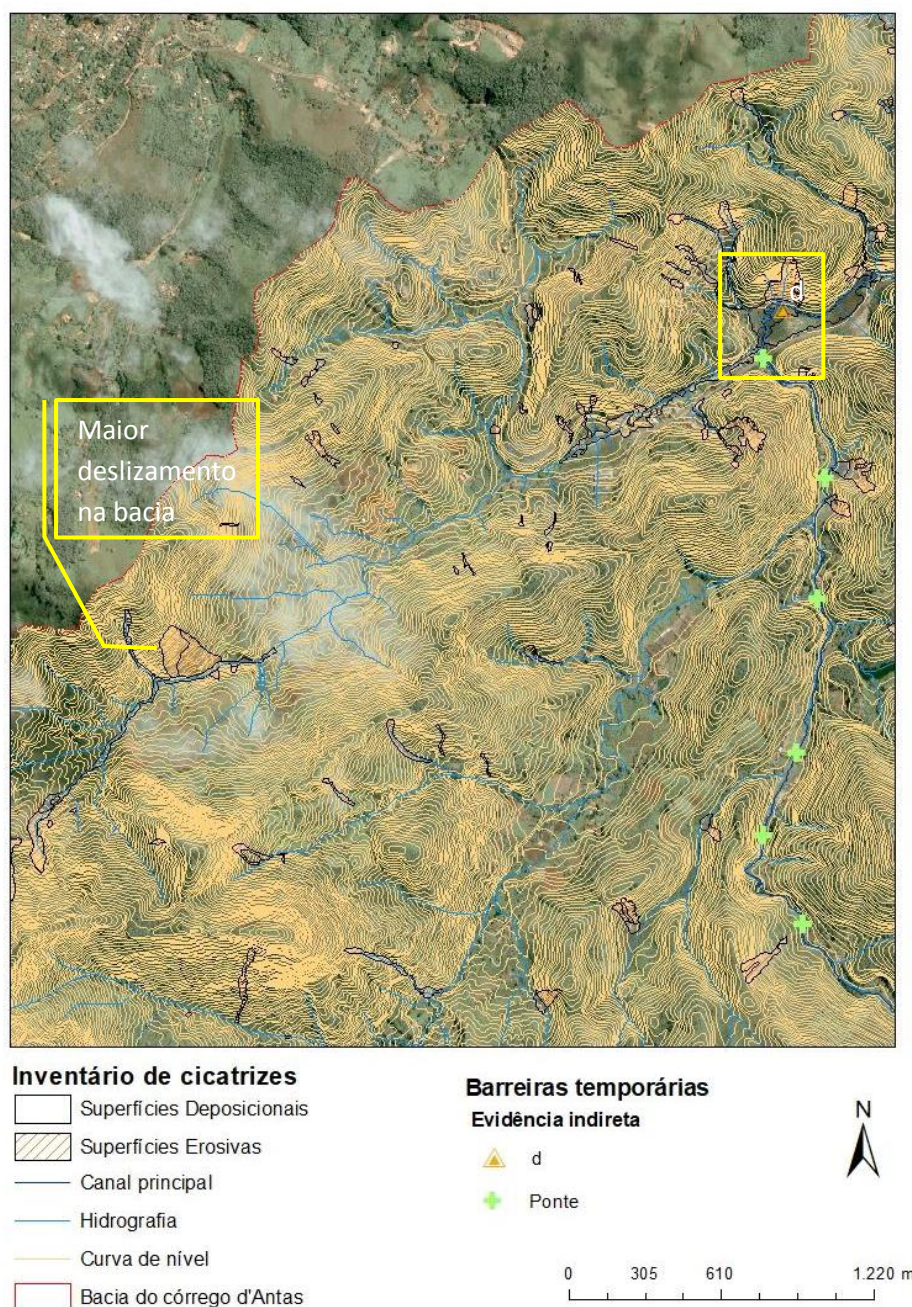 d
Maior
deslizamento
na bacia
Inventário de cicatrizes
Superfícies Deposicionais
Superfícies Erosivas
Canal principal
Hidrografia
Curva de nível
Bacia do córrego d'Antas
Barreiras temporárias
Evidência indireta
d
Ponte
N
0 305 610 1.220 m